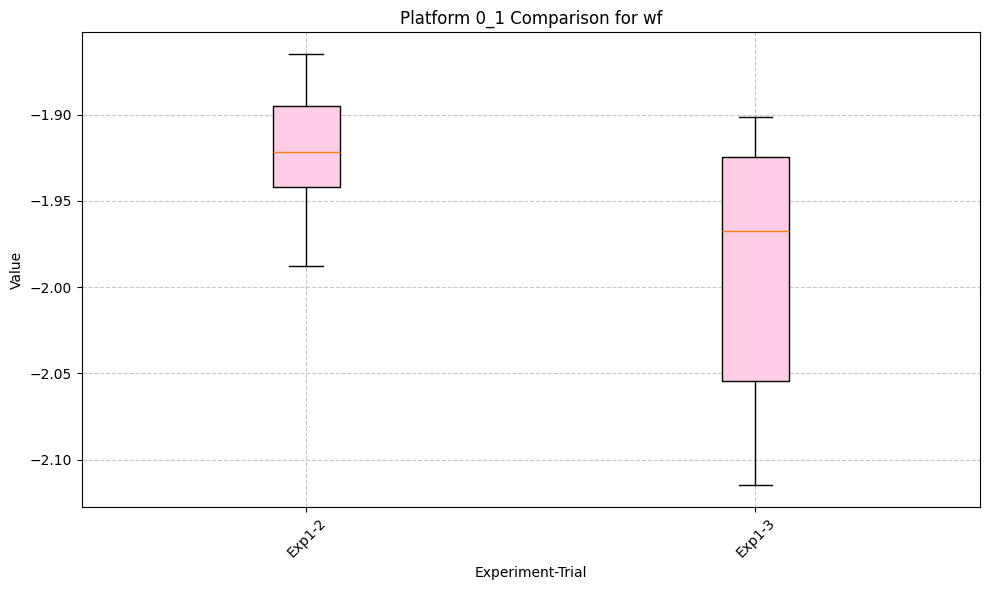 Platform 0_1 Comparison for wf
Value
−1.90
−1.95
−2.00
−2.05
−2.10
Exp1-2
Exp1-3
Experiment-Trial